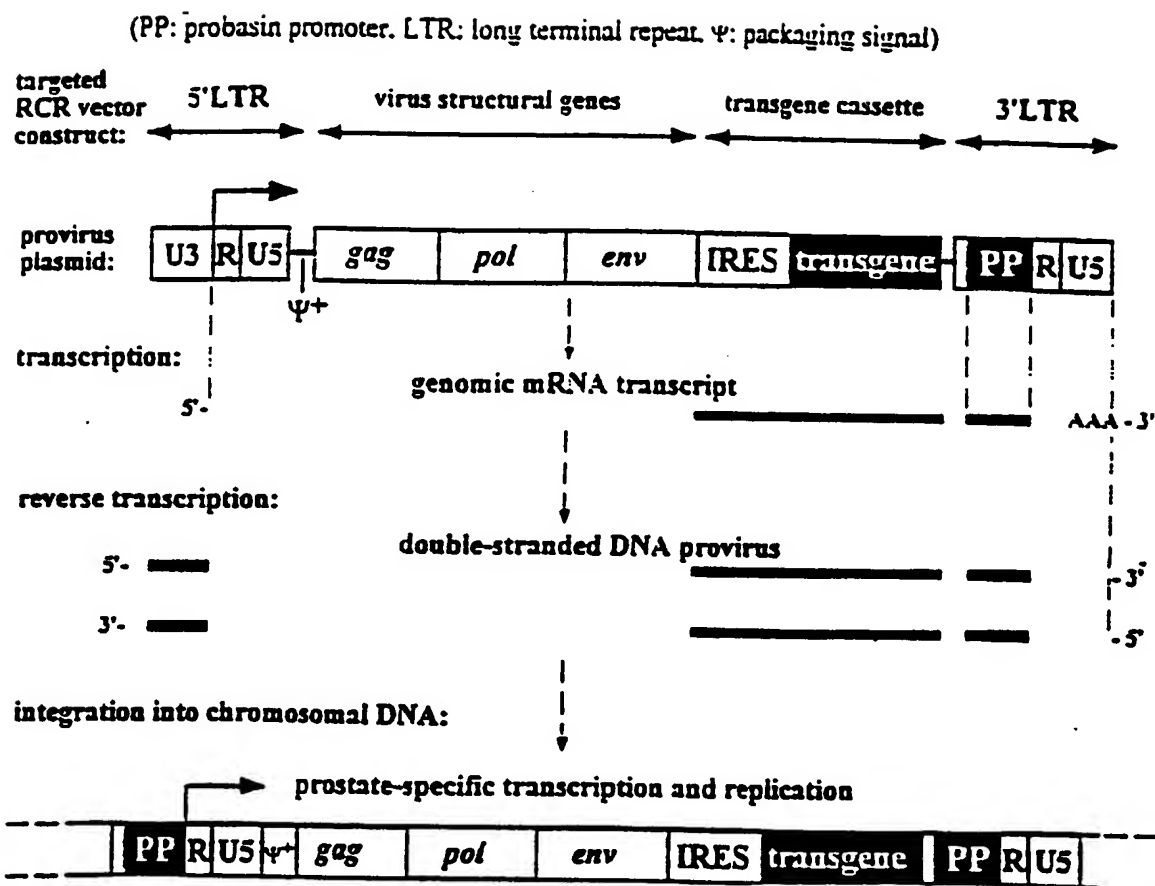 (PP: probasin promoter. LTR: long terminal repeat. Ψ: packaging signal)
targeted
RCR vector
construct:
5'LTR
virus structural genes
transgene cassette
3'LTR
provirus
plasmid:
U3 R U5 gag pol env IRES transgene PP R U5
Ψ+
transcription:
genomic mRNA transcript
5'-
AAA - 3'
reverse transcription:
double-stranded DNA provirus
5'-
-3'
3'-
-5'
integration into chromosomal DNA:
prostate-specific transcription and replication
PP R U5 Ψ+ gag pol env IRES transgene PP R U5